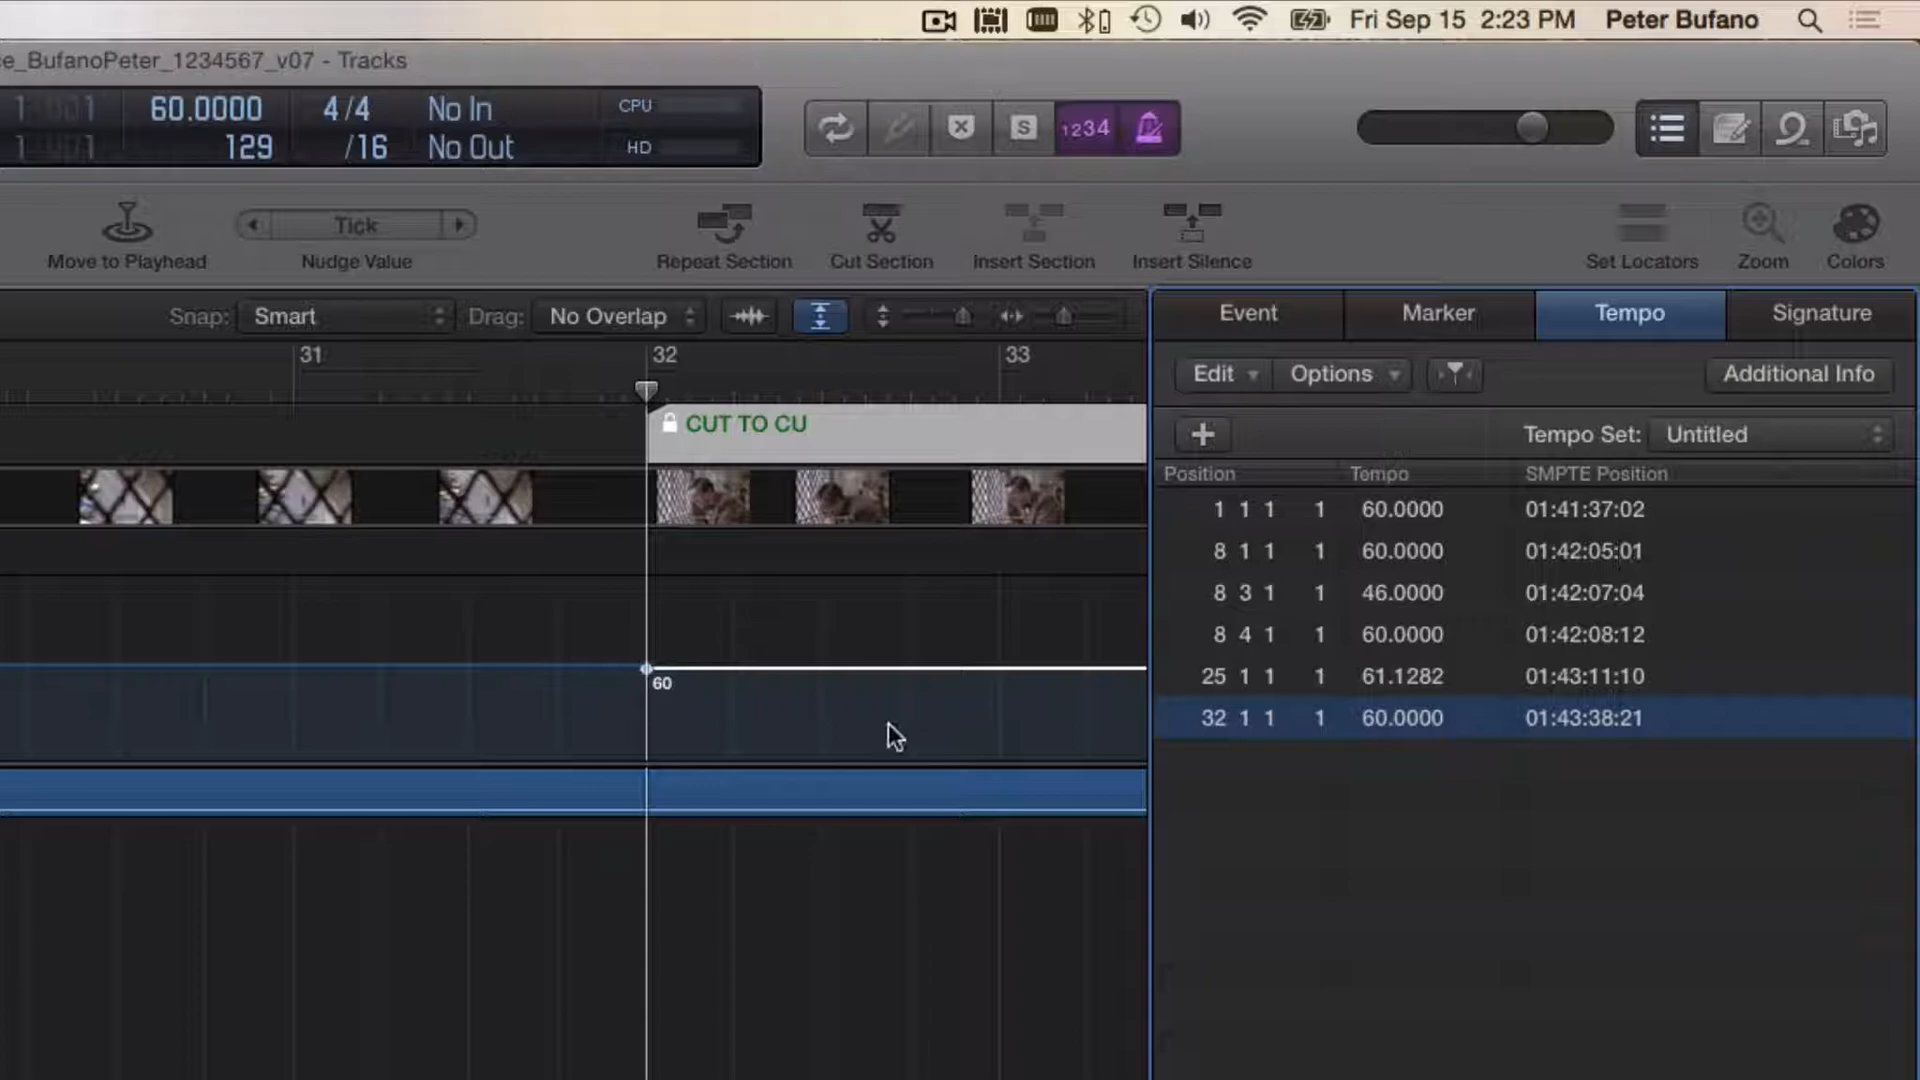 Fri Sep 15 2:23 PM Peter Bufano
e_BufanoPeter_1234567_v07 - Tracks
60.0000 4/4 No In CPU
129 /16 No Out HD
S 1234
Tick
Move to Playhead Nudge Value Repeat Section Cut Section Insert Section Insert Silence Set Locators Zoom Colors
Snap: Smart Drag: No Overlap
Event Marker Tempo Signature
31 32 33
Edit Options Additional Info
CUT TO CU
Tempo Set: Untitled
Position Tempo SMPTE Position
1 1 1 1 60.0000 01:41:37:02
8 1 1 1 60.0000 01:42:05:01
8 3 1 1 46.0000 01:42:07:04
8 4 1 1 60.0000 01:42:08:12
25 1 1 1 61.1282 01:43:11:10
32 1 1 1 60.0000 01:43:38:21
60